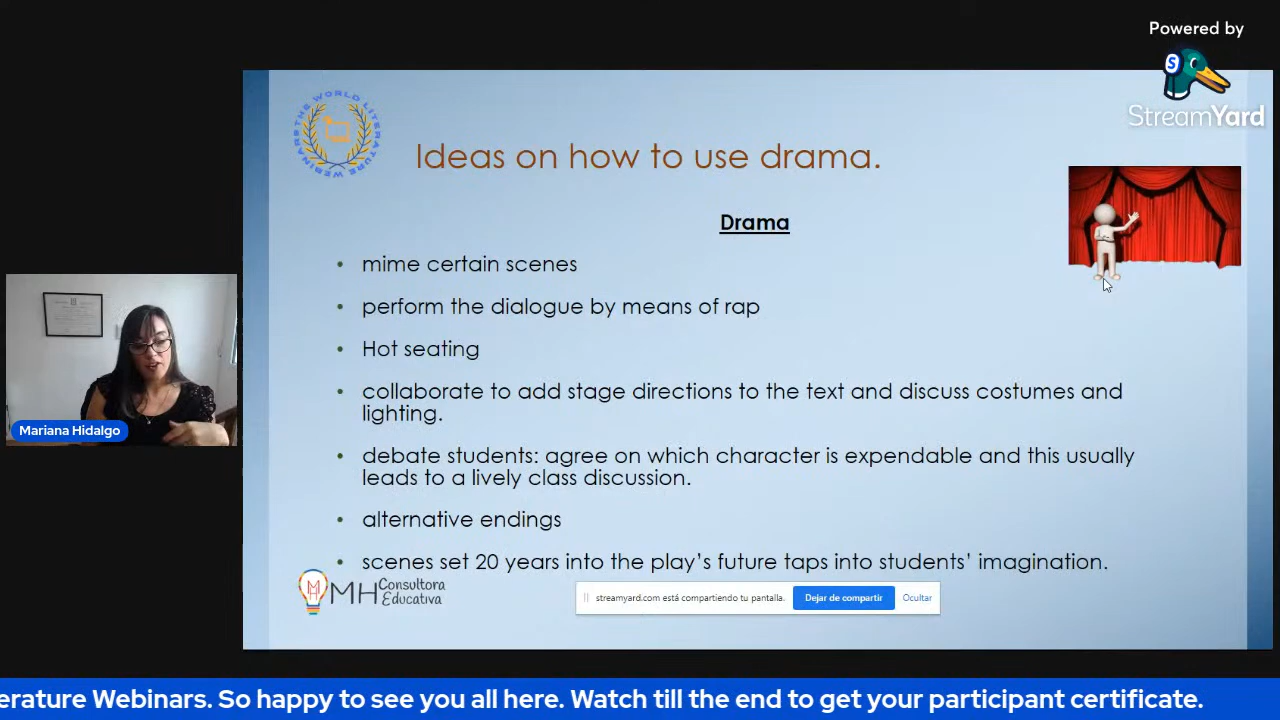 Powered by
StreamYard
THE WORLD LITERATURE WEBINARS
Ideas on how to use drama.
Drama
• mime certain scenes
• perform the dialogue by means of rap
• Hot seating
• collaborate to add stage directions to the text and discuss costumes and
lighting.
• debate students: agree on which character is expendable and this usually
leads to a lively class discussion.
• alternative endings
• scenes set 20 years into the play's future taps into students' imagination.
Mariana Hidalgo
MH Consultora
Educativa
streamyard.com está compartiendo tu pantalla. Dejar de compartir Ocultar
erature Webinars. So happy to see you all here. Watch till the end to get your participant certificate.